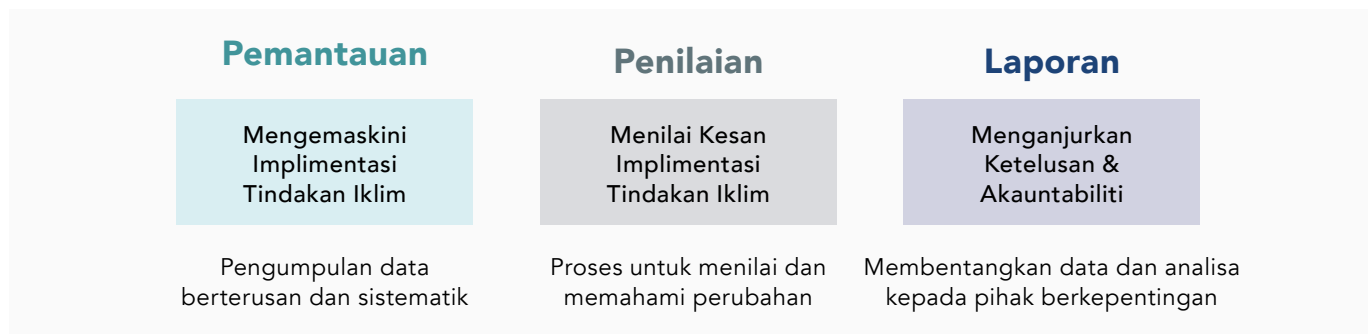 Pemantauan
Mengemaskini
Implimentasi
Tindakan Iklim
Pengumpulan data
berterusan dan sistematik
Penilaian
Menilai Kesan
Implimentasi
Tindakan Iklim
Proses untuk menilai dan
memahami perubahan
Laporan
Menganjurkan
Ketelusan &
Akauntabiliti
Membentangkan data dan analisa
kepada pihak berkepentingan